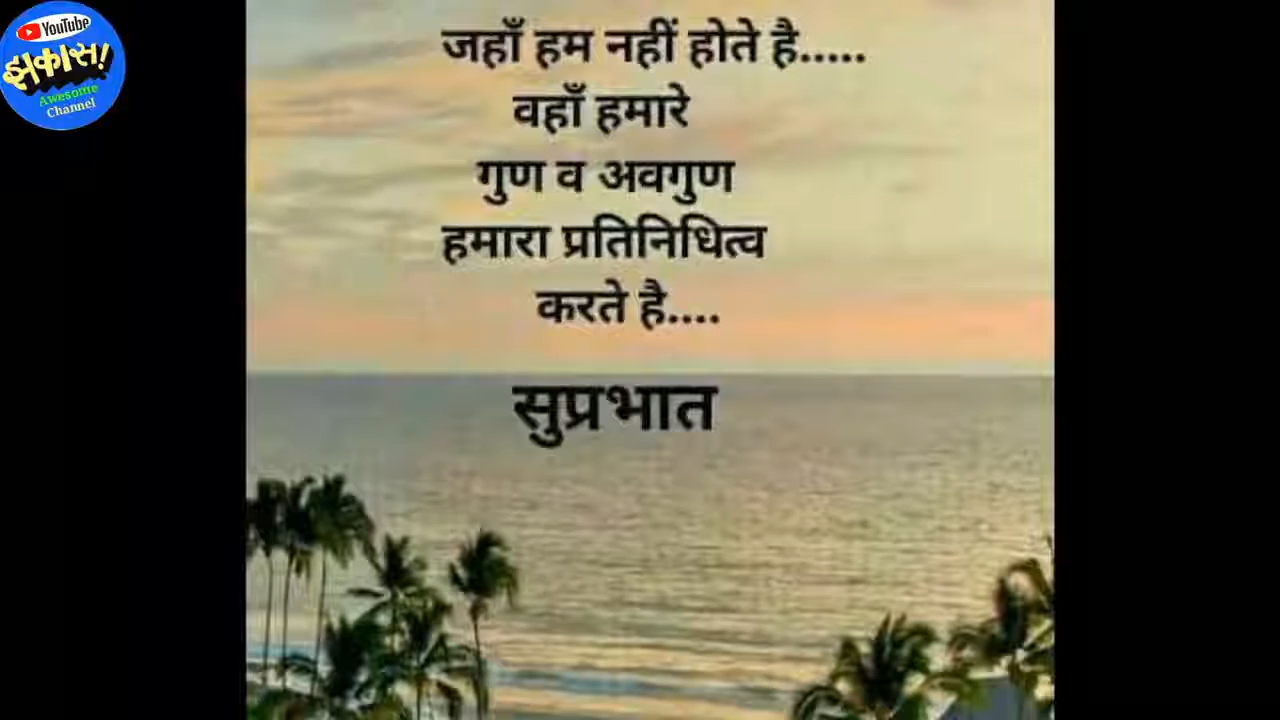 YouTube
झकास!
Awesome
Channel
जहाँ हम नहीं होते है.....
वहाँ हमारे
गुण व अवगुण
हमारा प्रतिनिधित्व
करते है....
सुप्रभात